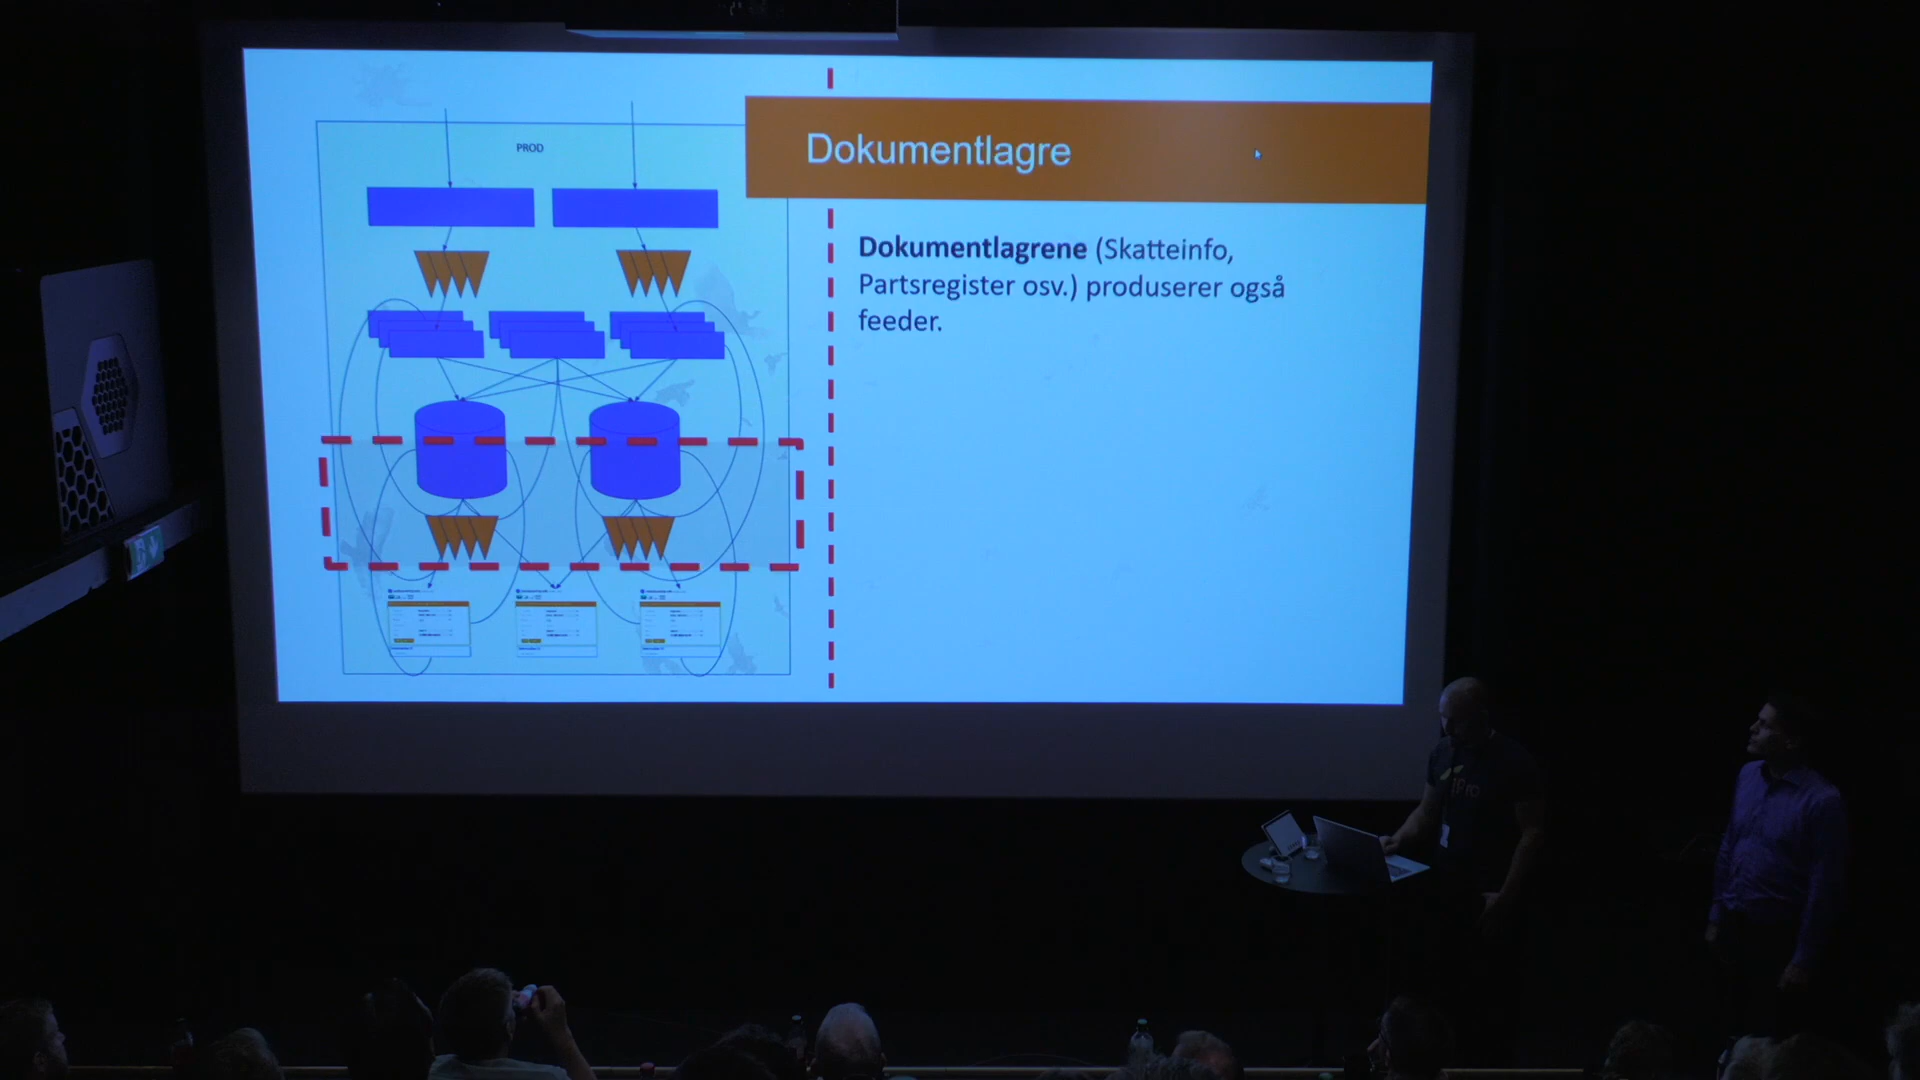 PROD
Dokumentlagre
Dokumentlagrene (Skatteinfo,
Partsregister osv.) produserer også
feeder.